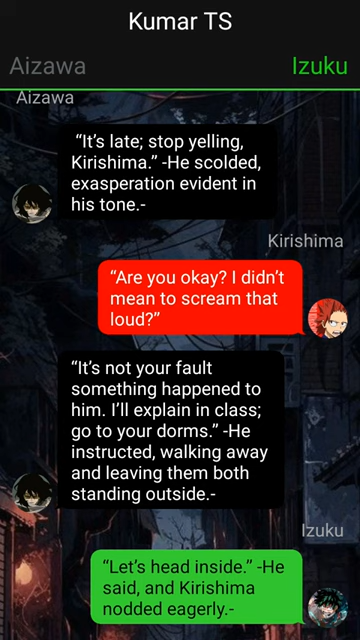 Kumar TS
Aizawa
Izuku
Aizawa
“It’s late; stop yelling,
Kirishima.” -He scolded,
exasperation evident in
his tone.-
Kirishima
“Are you okay? I didn’t
mean to scream that
loud?”
“It’s not your fault
something happened to
him. I’ll explain in class;
go to your dorms.” -He
instructed, walking away
and leaving them both
standing outside.-
Izuku
“Let’s head inside.” -He
said, and Kirishima
nodded eagerly.-